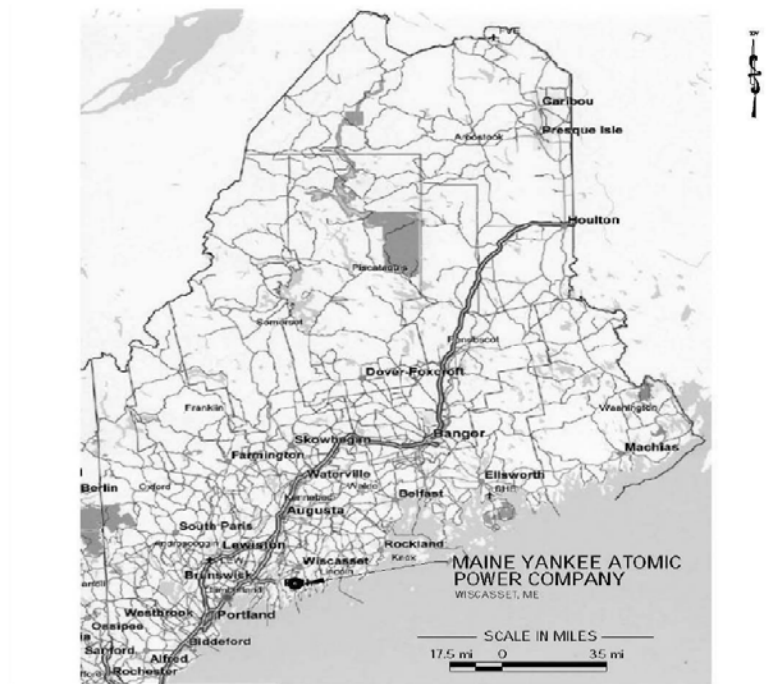 N
FVE
Caribou
Aroostook
Presque Isle
Houlton
Piscataquis
Somerset
Penobscot
Dover-Foxcroft
Franklin
Washington
Skowhegan
Bangor
Farmington
Machias
Waterville
Ellsworth
Berlin
Oxford
Kennebec
Waldo
Belfast
BHB
Augusta
South Paris
Androscoggin
Lewiston
Rockland
Knox
Wiscasset
Lincoln
Brunswick
Cumberland
MAINE YANKEE ATOMIC
POWER COMPANY
WISCASSET, ME
Westbrook
Portland
Ossipee
Biddeford
Sanford
Alfred
Rochester
SCALE IN MILES
17.5 mi 0 35 mi